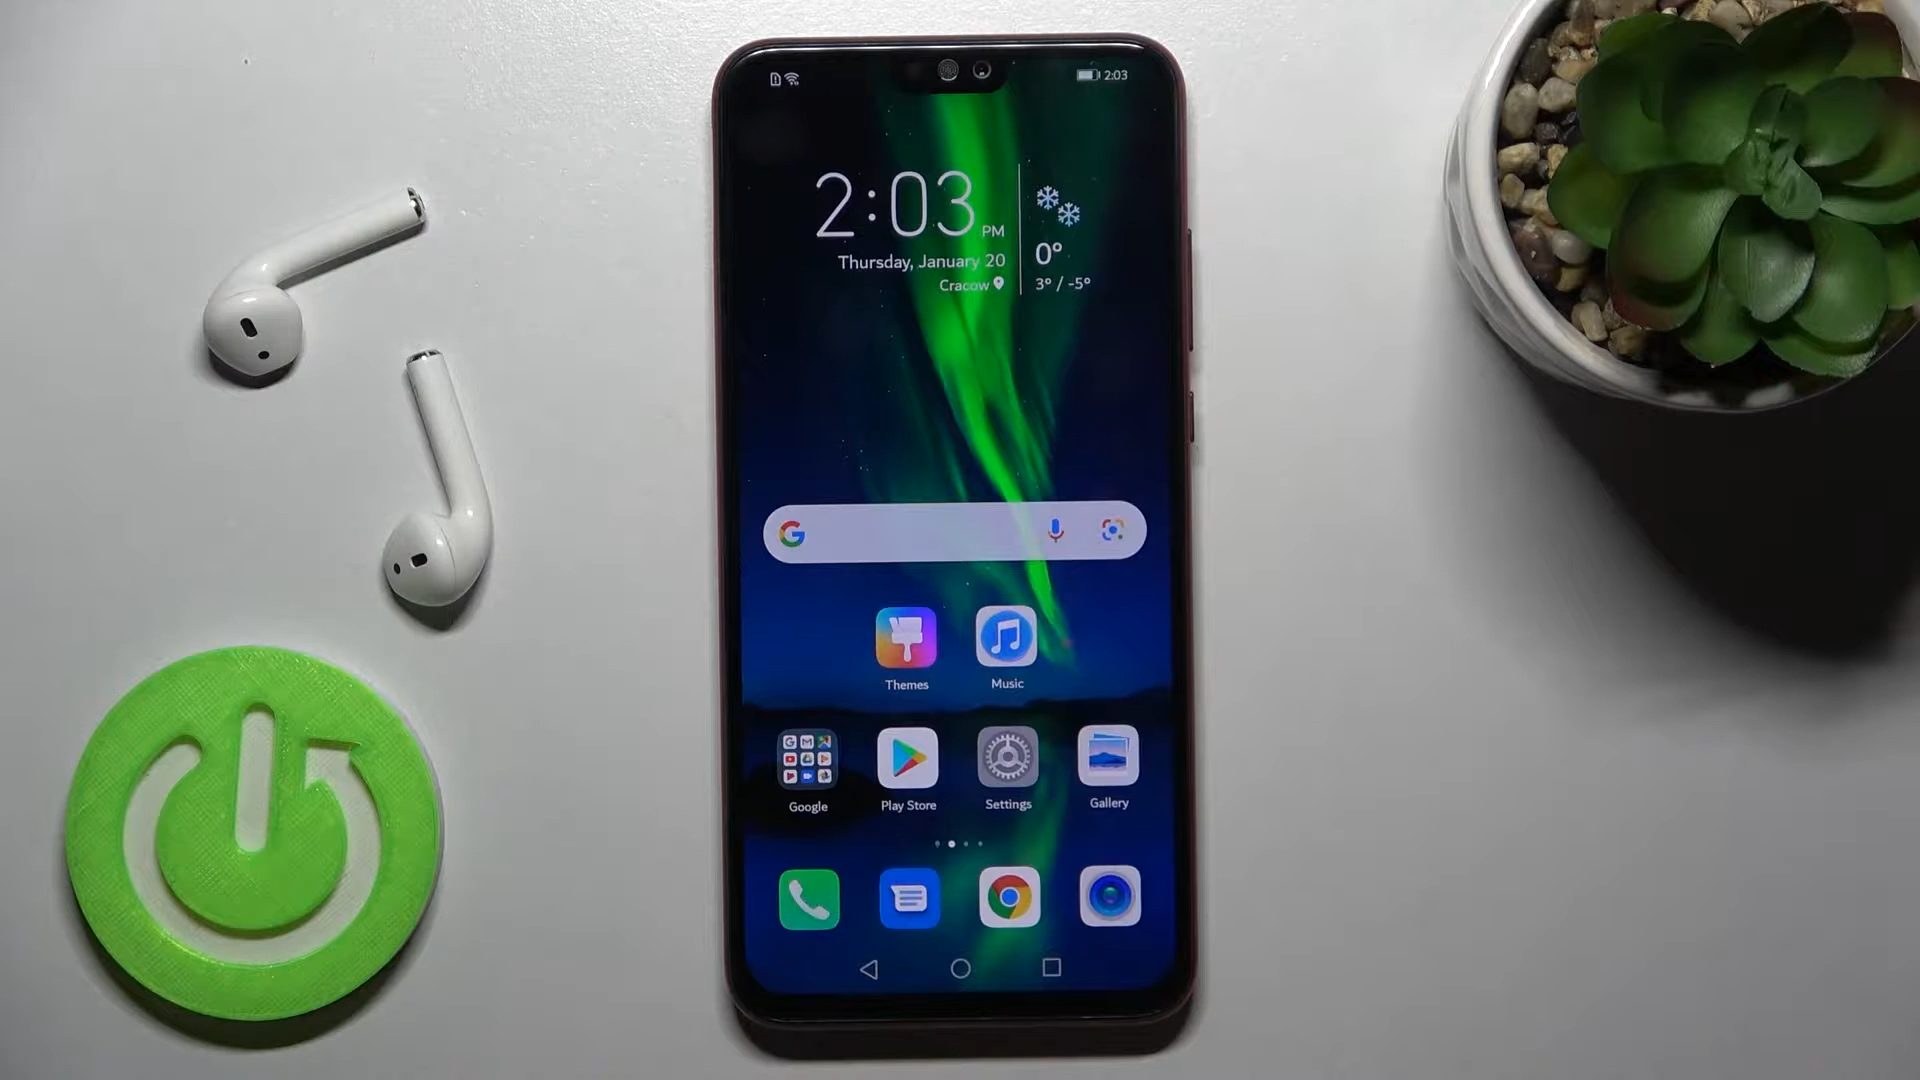 2:03
2:03 PM
Thursday, January 20
Cracow
0°
3° / -5°
G
Themes
Music
Google
Play Store
Settings
Gallery